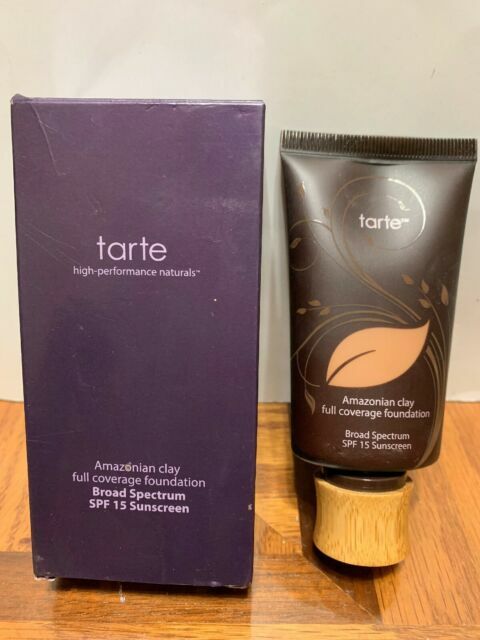 tarte
high-performance naturals™
Amazonian clay
full coverage foundation
Broad Spectrum
SPF 15 Sunscreen
tarte™
Amazonian clay
full coverage foundation
Broad Spectrum
SPF 15 Sunscreen